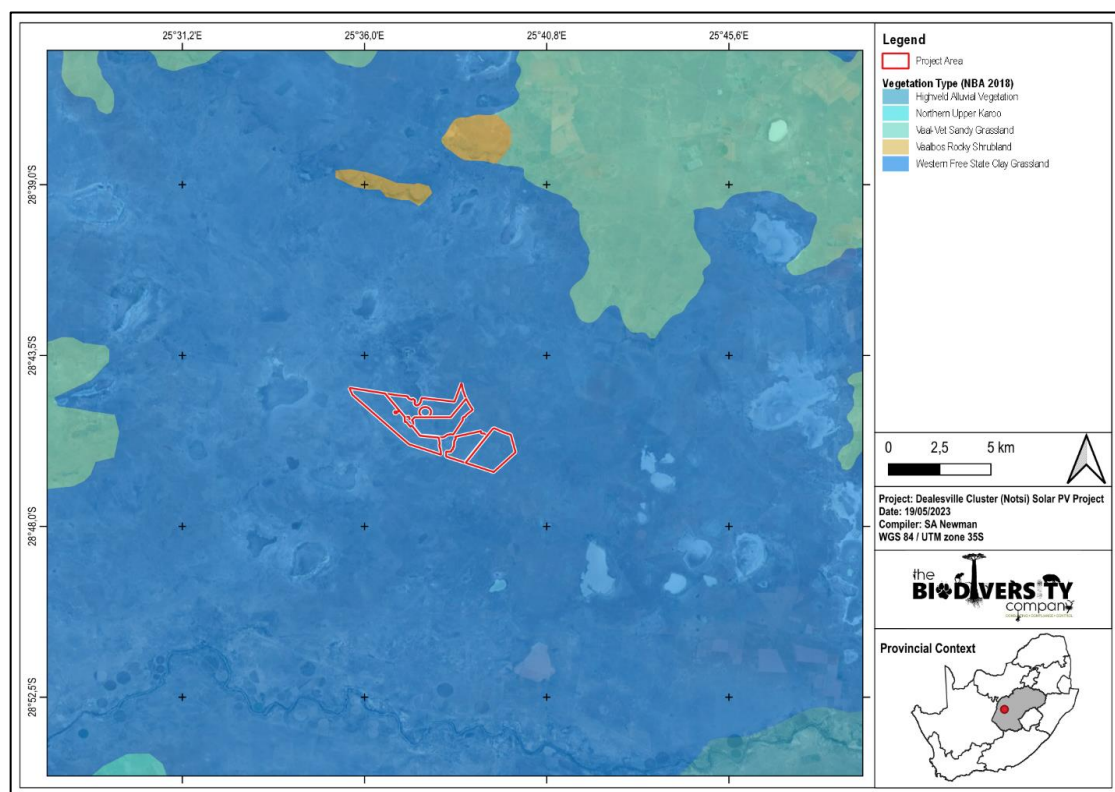 25°31,2'E 25°36,0'E 25°40,8'E 25°45,6'E
28°39,0'S
28°43,5'S
28°48,0'S
28°52,5'S
Legend
Project Area
Vegetation Type (NBA 2018)
Highveld Alluvial Vegetation
Northern Upper Karoo
Vaal-Vet Sandy Grassland
Vaalbos Rocky Shrubland
Western Free State Clay Grassland
0 2,5 5 km
Project: Dealesville Cluster (Notsi) Solar PV Project
Date: 19/05/2023
Compiler: SA Newman
WGS 84 / UTM zone 35S
the
BIODIVERSITY
company
Provincial Context